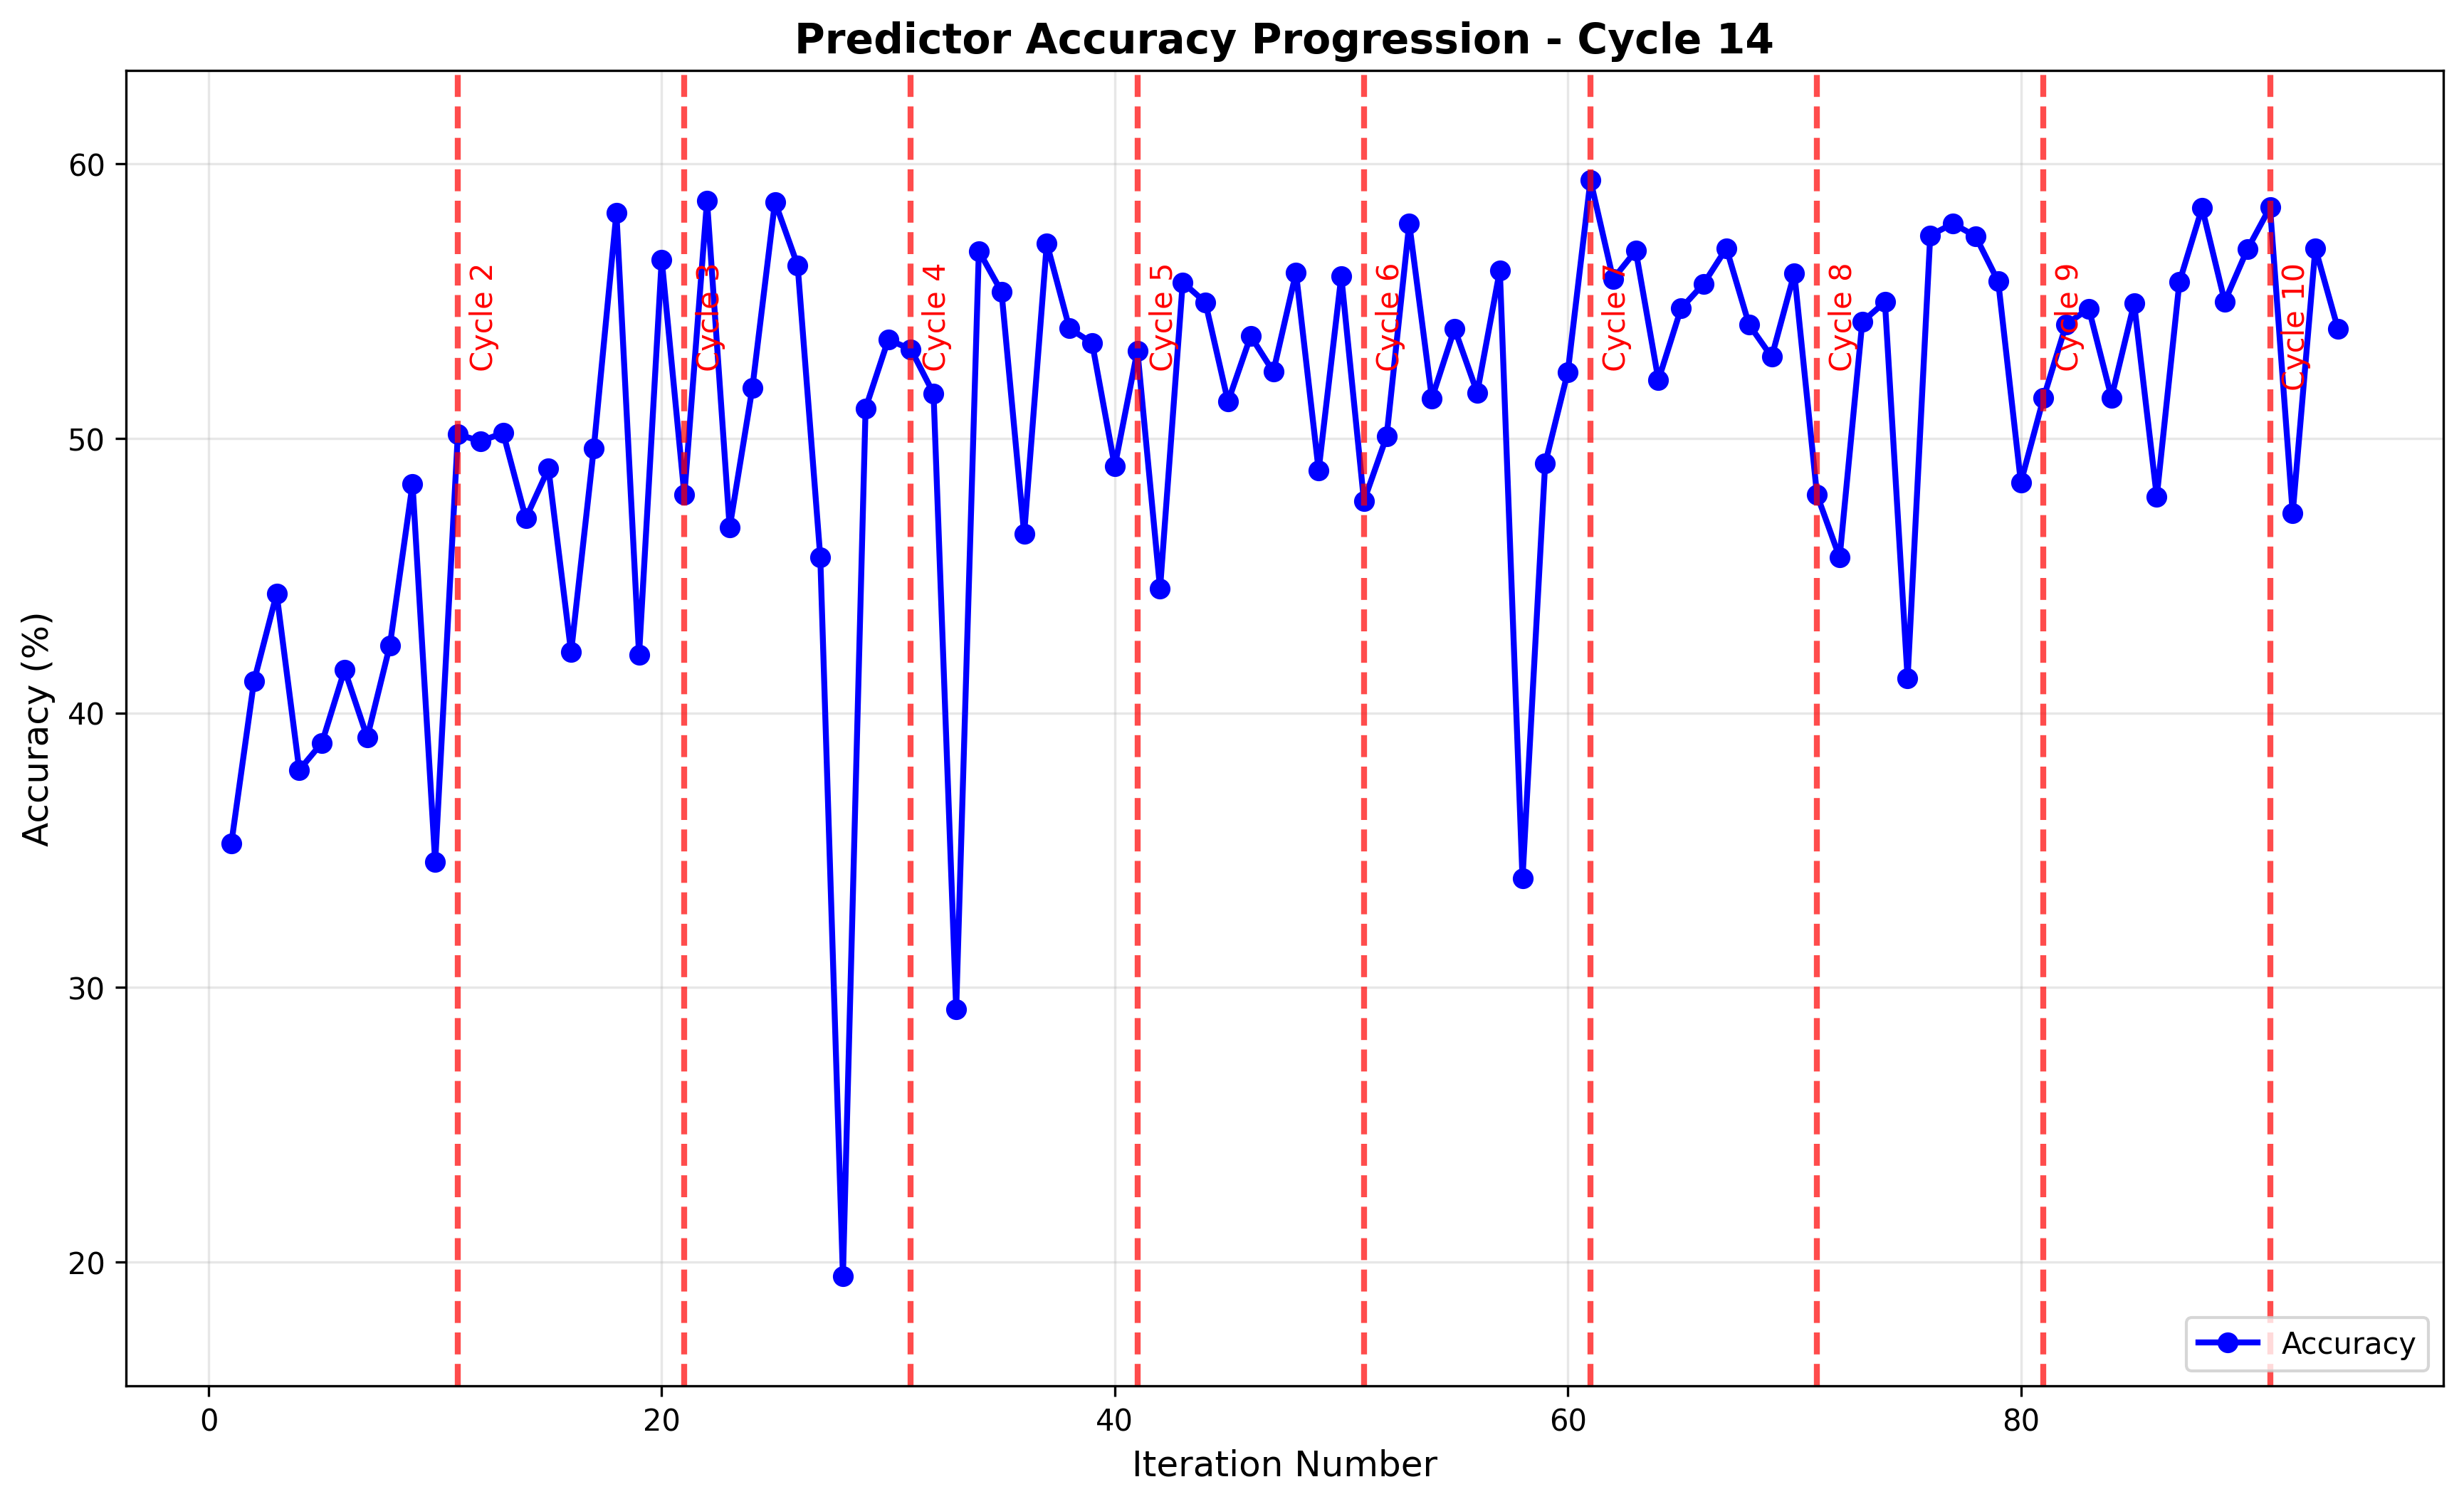 Predictor Accuracy Progression - Cycle 14
Accuracy (%)
60
50
40
30
20
Cycle 2
Cycle 3
Cycle 4
Cycle 5
Cycle 6
Cycle 7
Cycle 8
Cycle 9
Cycle 10
Accuracy
0
20
40
60
80
Iteration Number